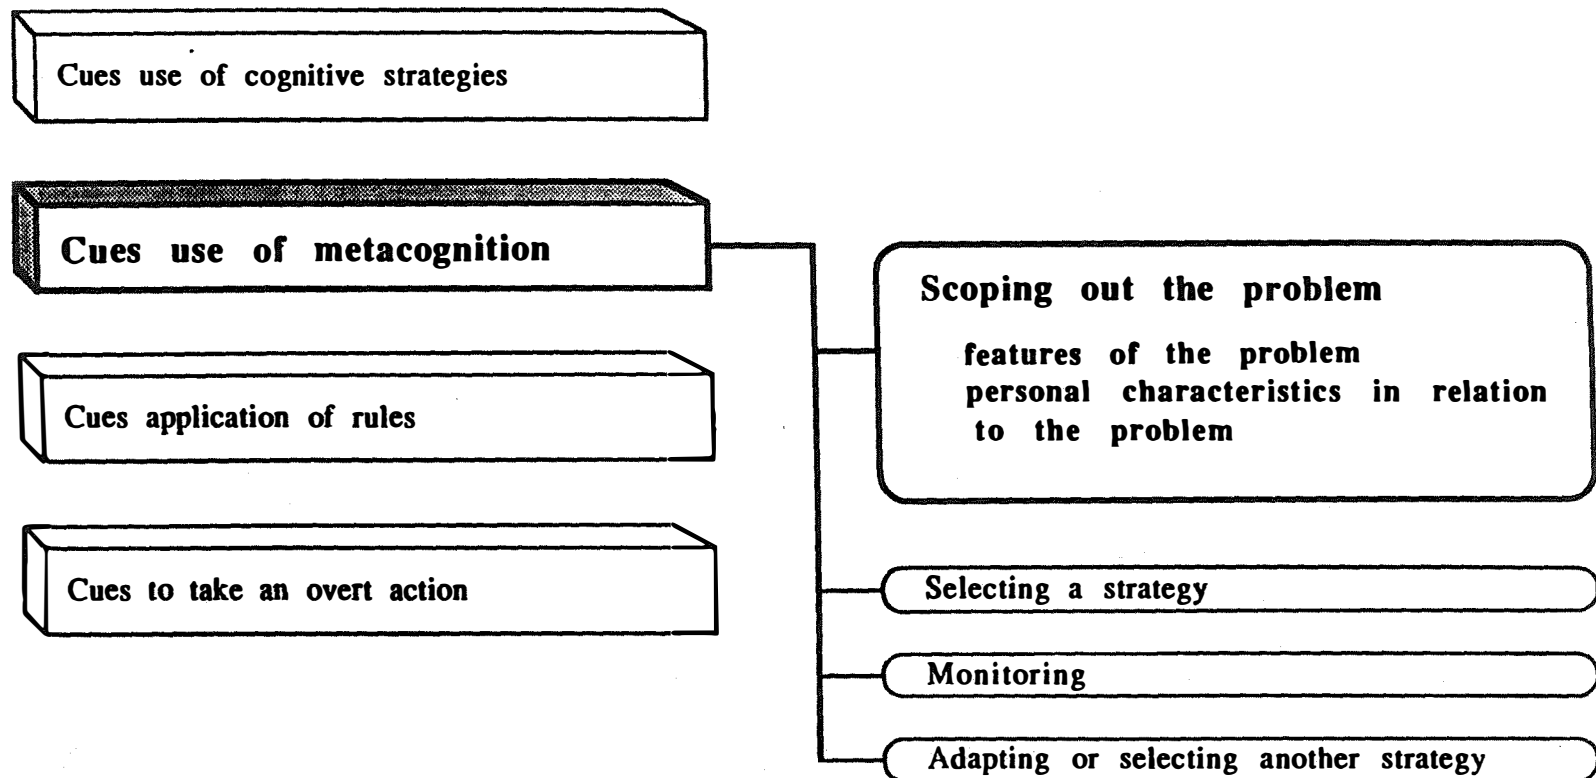 Cues use of cognitive strategies
Cues use of metacognition
Cues application of rules
Cues to take an overt action
Scoping out the problem
features of the problem
personal characteristics in relation
to the problem
Selecting a strategy
Monitoring
Adapting or selecting another strategy